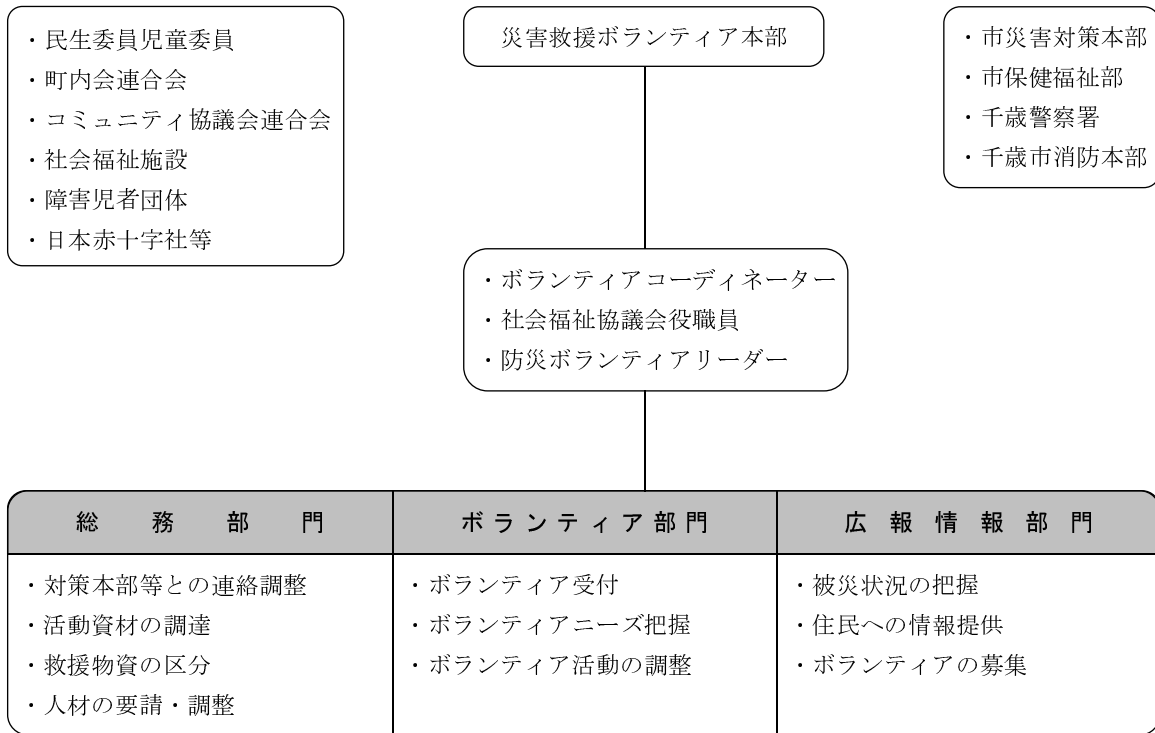 ・民生委員児童委員
・町内会連合会
・コミュニティ協議会連合会
・社会福祉施設
・障害児者団体
・日本赤十字社等
災害救援ボランティア本部
・市災害対策本部
・市保健福祉部
・千歳警察署
・千歳市消防本部
・ボランティアコーディネーター
・社会福祉協議会役職員
・防災ボランティアリーダー
総務部門
・対策本部等との連絡調整
・活動資材の調達
・救援物資の区分
・人材の要請・調整
ボランティア部門
・ボランティア受付
・ボランティアニーズ把握
・ボランティア活動の調整
広報情報部門
・被災状況の把握
・住民への情報提供
・ボランティアの募集